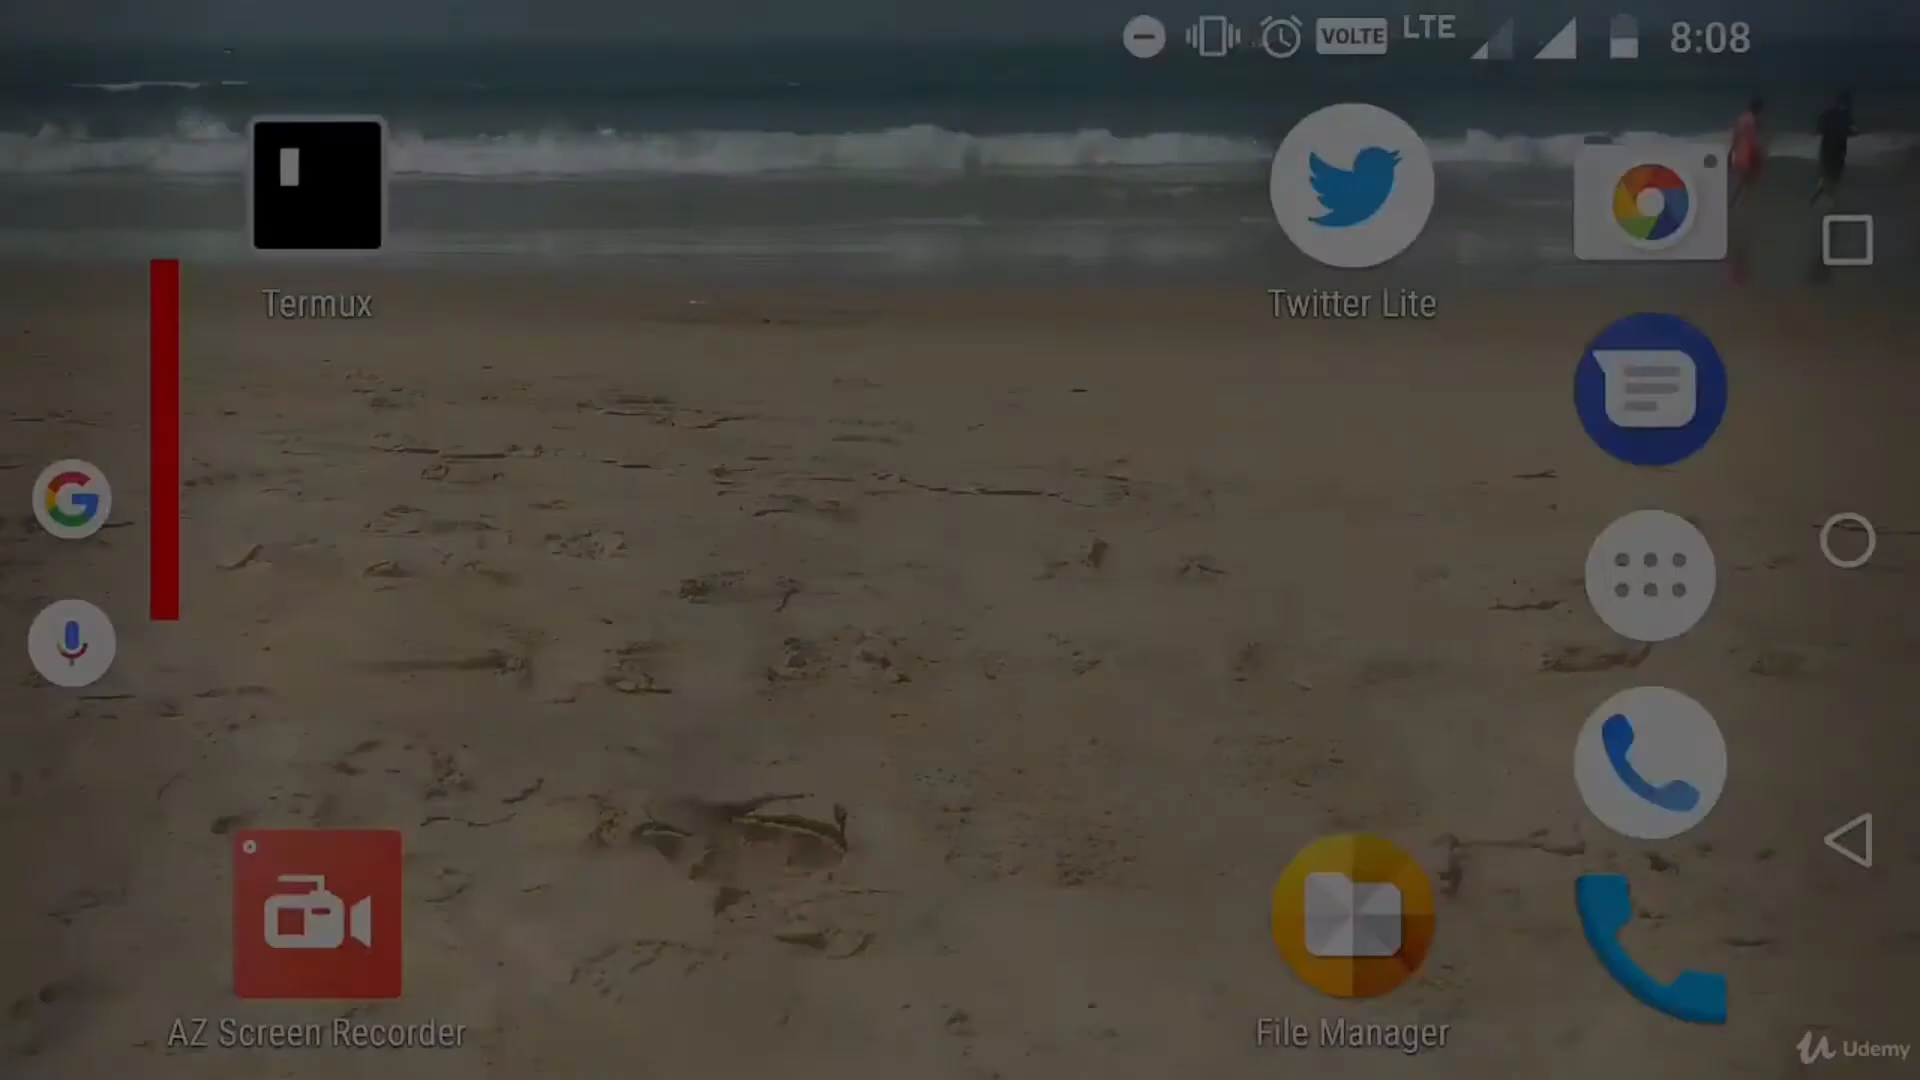 VOLTE LTE 8:08
Termux
Twitter Lite
AZ Screen Recorder
File Manager
Udemy